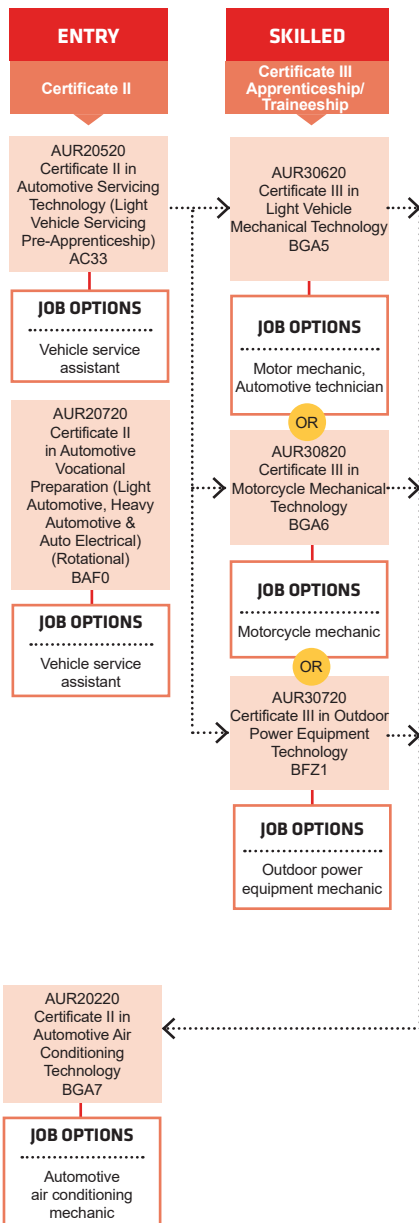 ENTRY
Certificate II
AUR20520
Certificate II in
Automotive Servicing
Technology (Light
Vehicle Servicing
Pre-Apprenticeship)
AC33
JOB OPTIONS
Vehicle service
assistant
AUR20720
Certificate II
in Automotive
Vocational
Preparation (Light
Automotive, Heavy
Automotive &
Auto Electrical)
(Rotational)
BAF0
JOB OPTIONS
Vehicle service
assistant
SKILLED
Certificate III
Apprenticeship/
Traineeship
AUR30620
Certificate III in
Light Vehicle
Mechanical Technology
BGA5
JOB OPTIONS
Motor mechanic,
Automotive technician
OR
AUR30820
Certificate III in
Motorcycle Mechanical
Technology
BGA6
JOB OPTIONS
Motorcycle mechanic
OR
AUR30720
Certificate III in Outdoor
Power Equipment
Technology
BFZ1
JOB OPTIONS
Outdoor power
equipment mechanic
AUR20220
Certificate II in
Automotive Air
Conditioning
Technology
BGA7
JOB OPTIONS
Automotive
air conditioning
mechanic